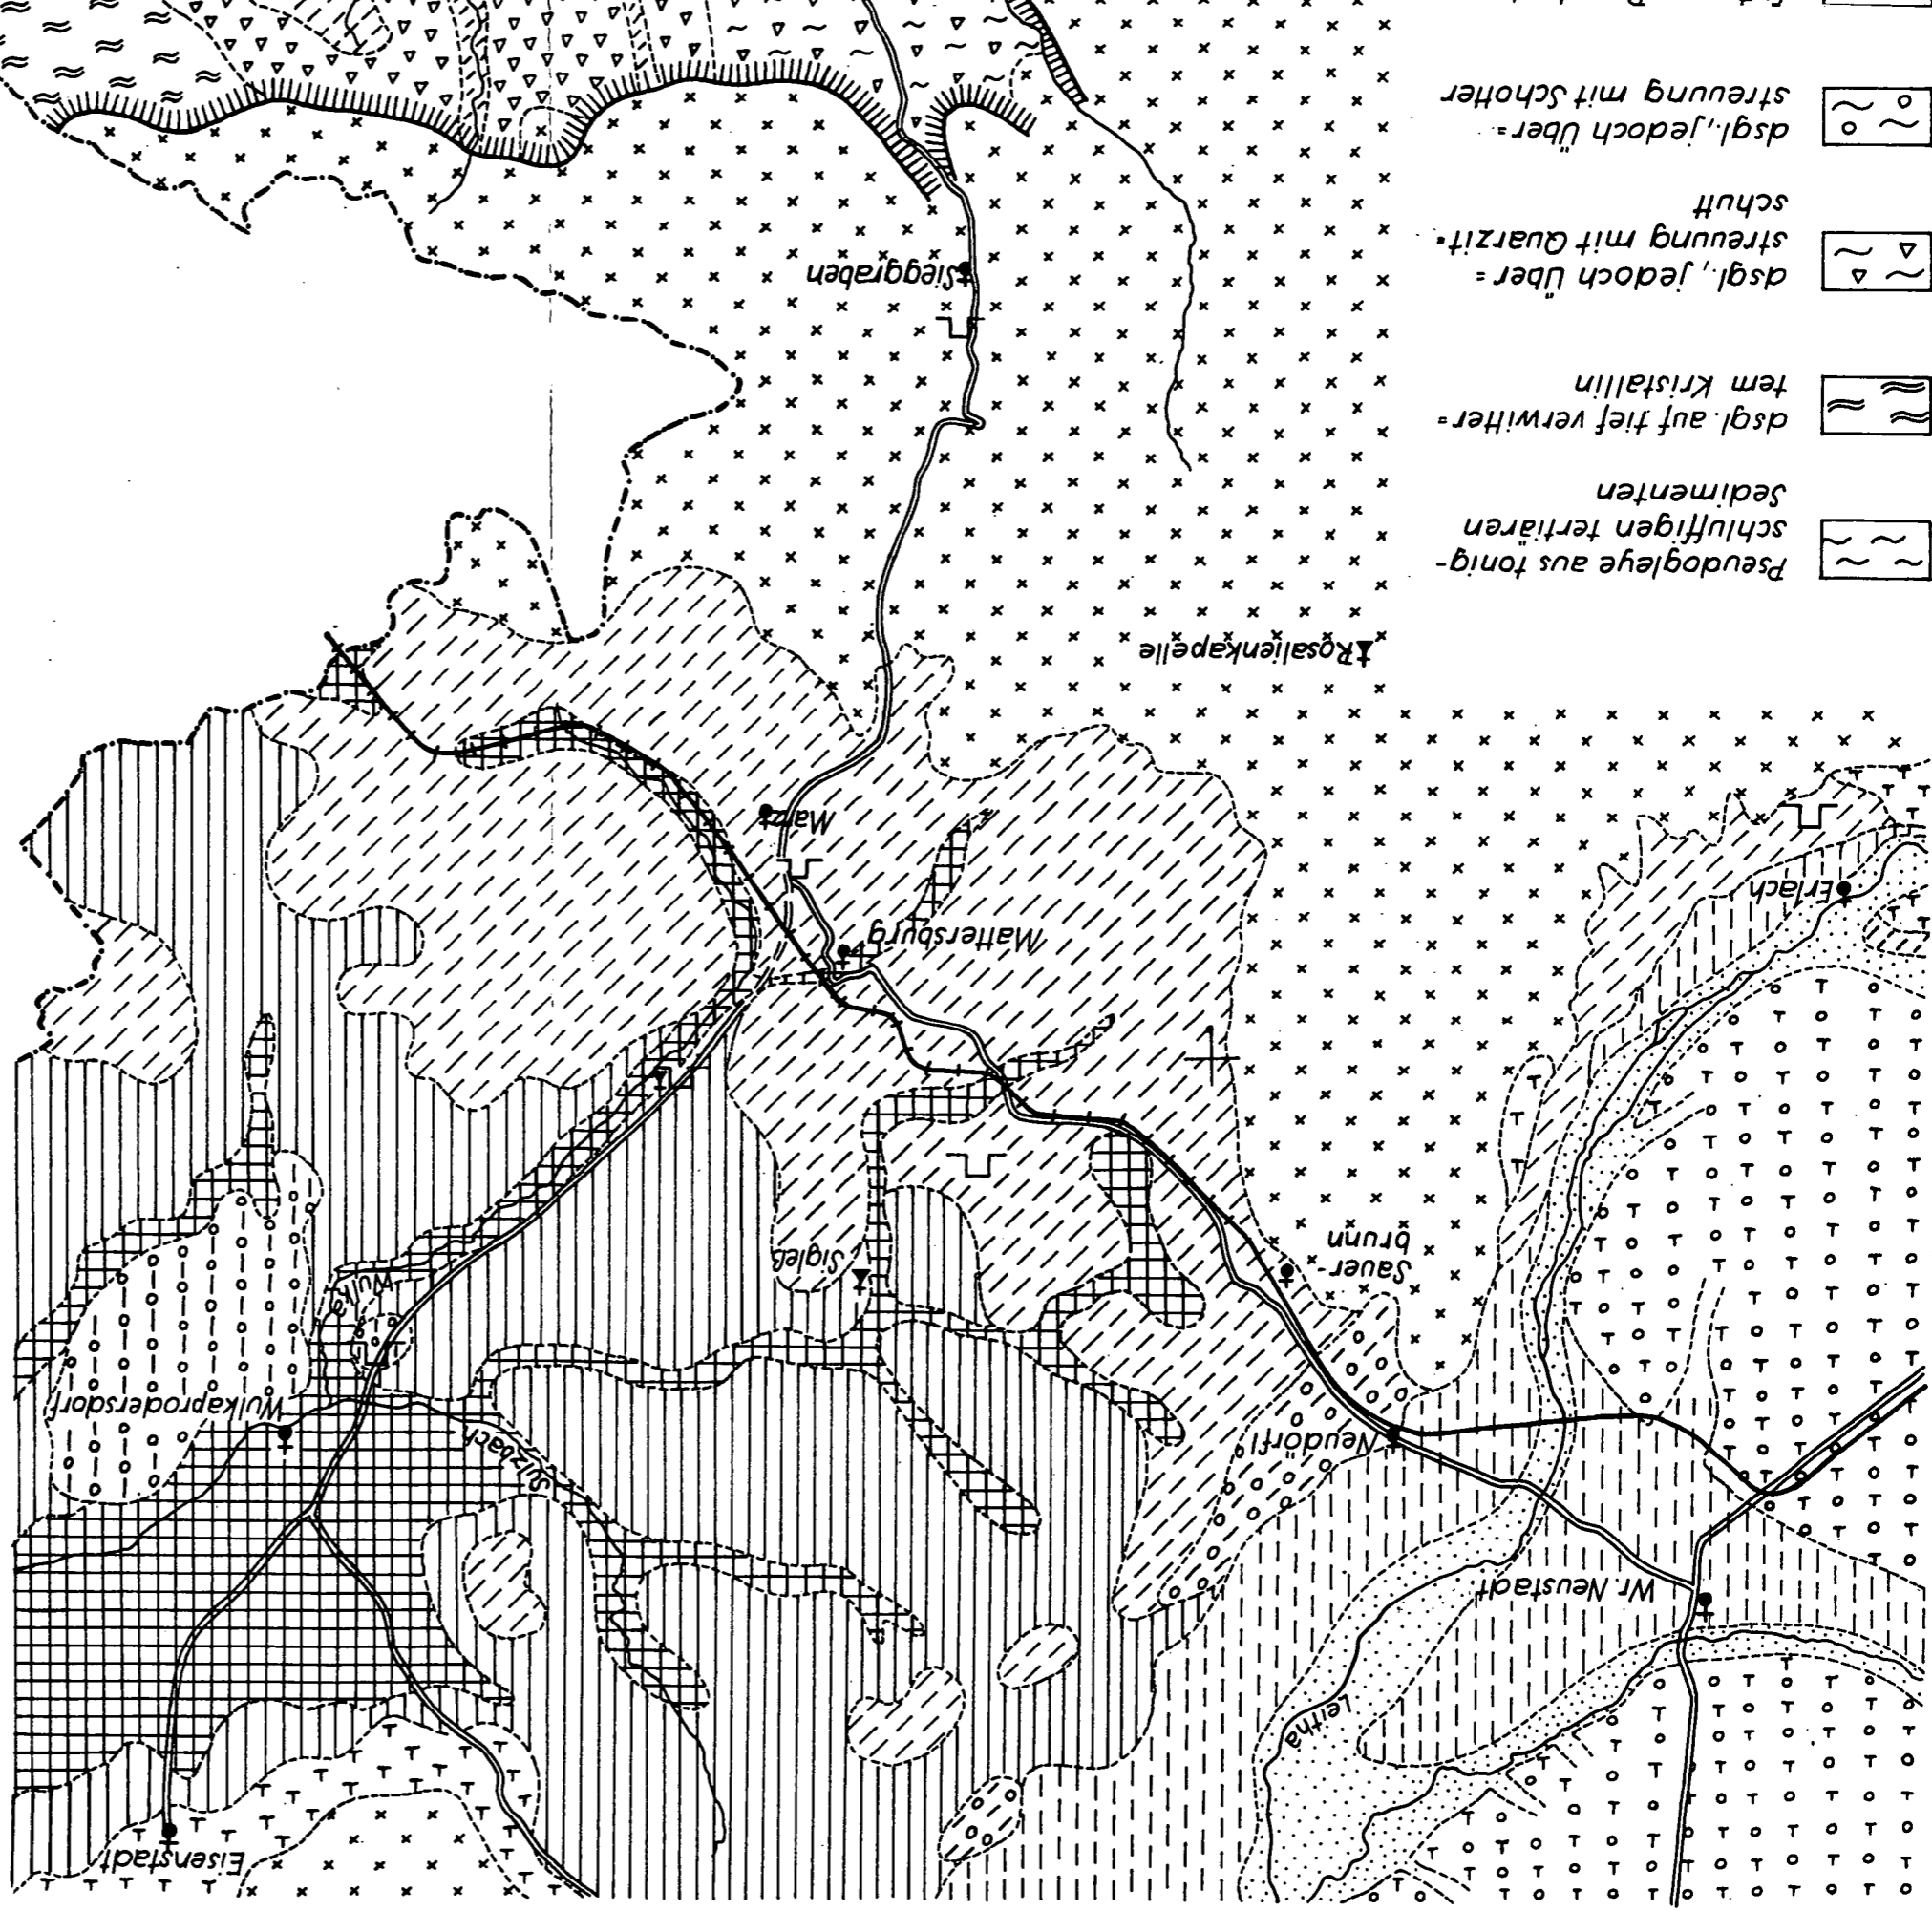 Eisenstadt
Leitha
Wr. Neustadt
Sulzbach
Neudörfl
Wulkaprodersdorf
Sauer-
brunn
Sigleß
Wulka
Mattersburg
Erlach
Marz
Rosalienkapelle
Pseudogleye aus tonig-
schluffigen tertiären
Sedimenten
dsgl. auf tief verwitter=
tem Kristallin
Sieggraben
dsgl., jedoch Über=
streuung mit Quarzit=
schutt
dsgl., jedoch Über=
streuung mit Schotter